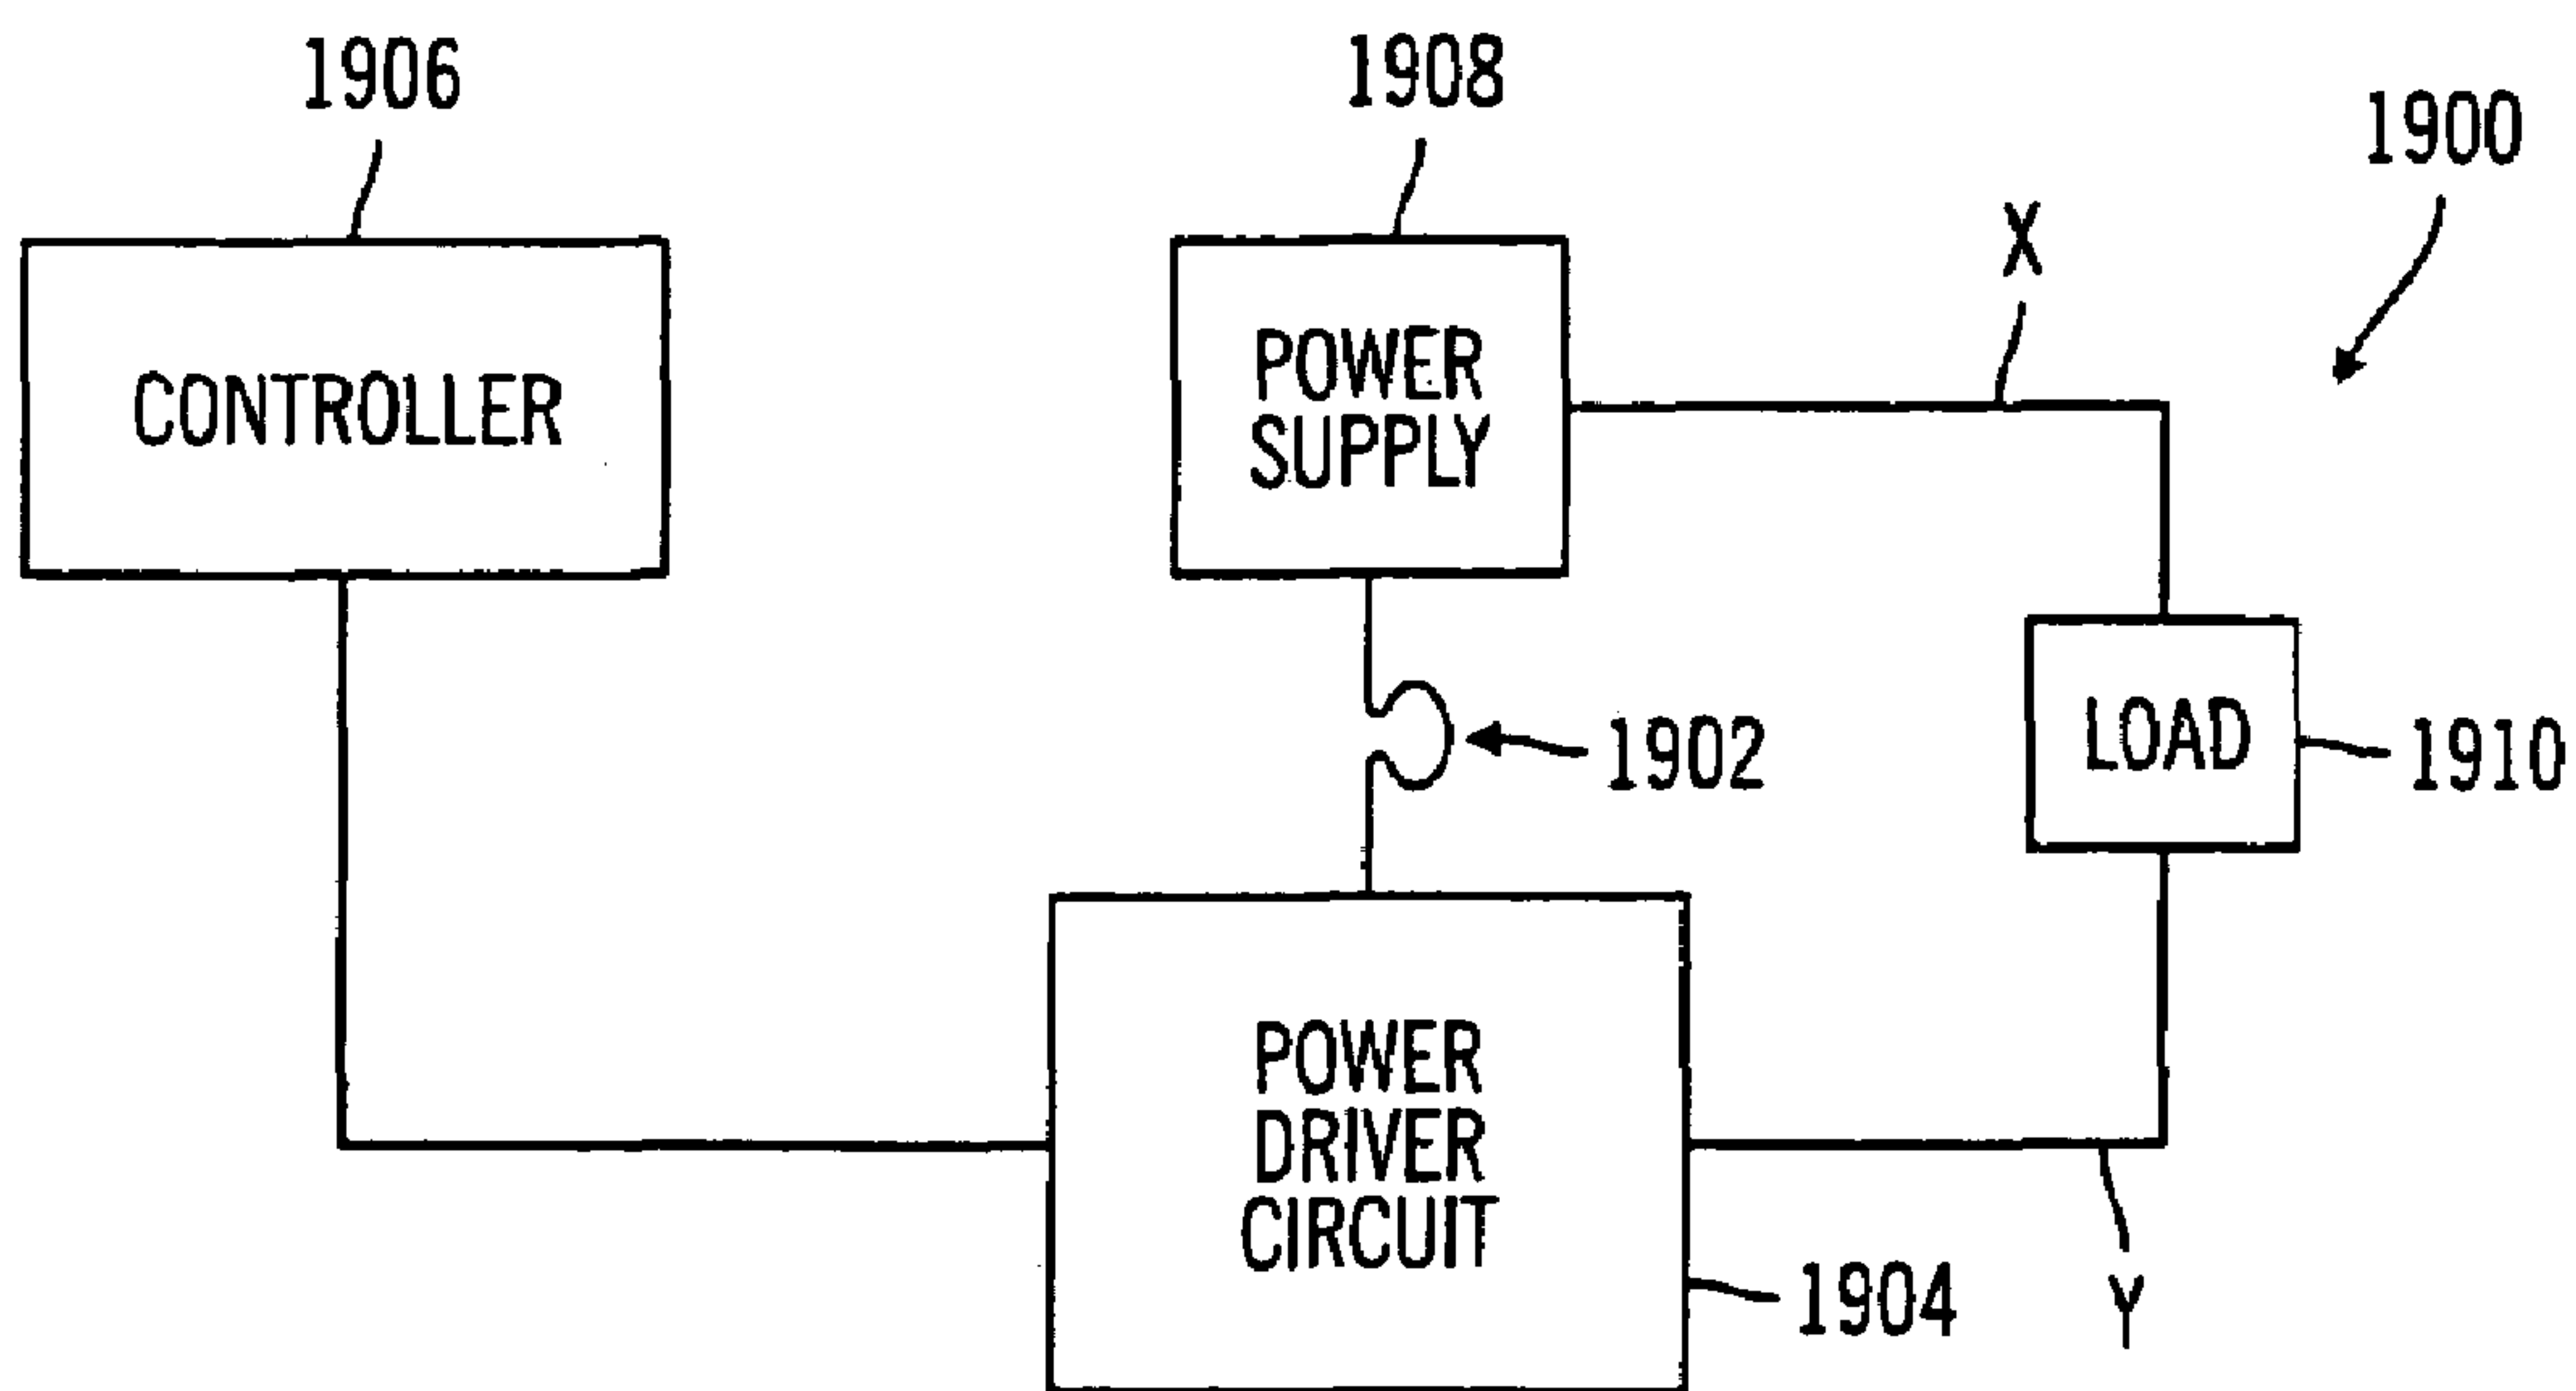 1906
1908
1900
X
CONTROLLER
POWER
SUPPLY
1902
LOAD
1910
POWER
DRIVER
CIRCUIT
1904
Y